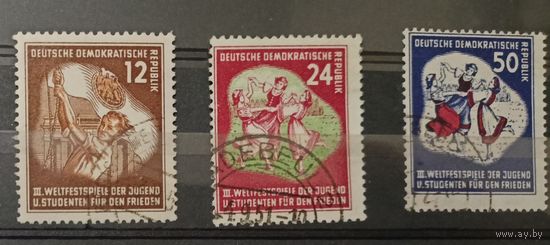 DEUTSCHE DEMOKRATISCHE
REPUBLIK
12
III. WELTFESTSPIELE DER JUGEND
U. STUDENTEN FÜR DEN FRIEDEN
DEUTSCHE DEMOKRATISCHE
REPUBLIK
24
III. WELTFESTSPIELE DER JUGEND
U. STUDENTEN FÜR DEN FRIEDEN
DEUTSCHE DEMOKRATISCHE
REPUBLIK
50
III. WELTFESTSPIELE DER JUGEND
U. STUDENTEN FÜR DEN FRIEDEN
www.ay.by